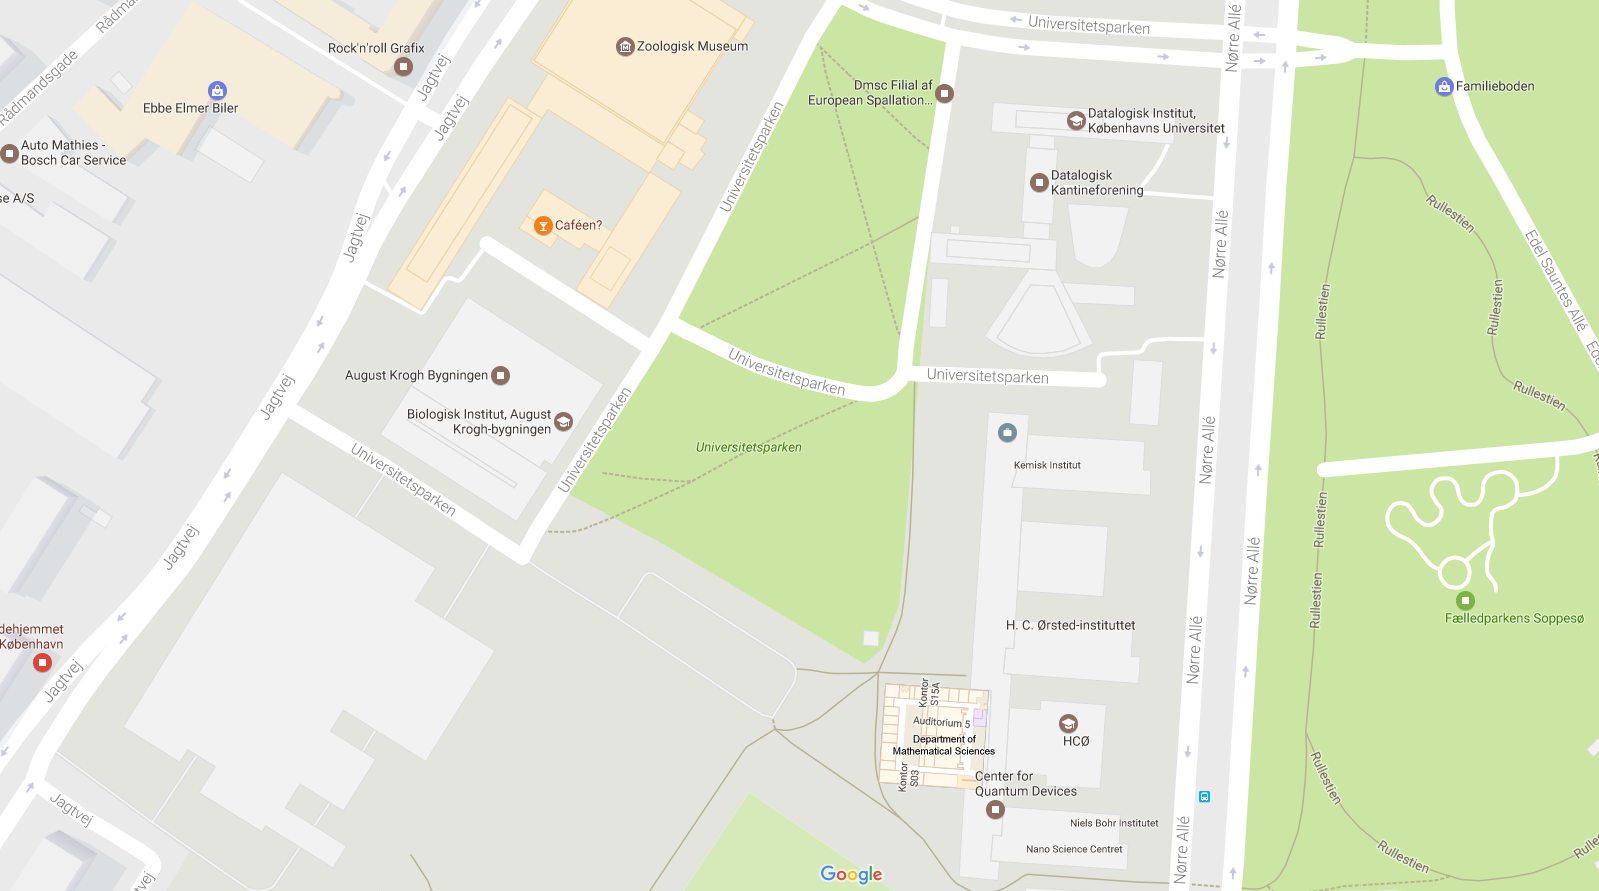 Rådma
Rådmandsgade
Rock'n'roll Grafix
Jagtvej
Jagtvej
Ebbe Elmer Biler
Auto Mathies -
Bosch Car Service
se A/S
Zoologisk Museum
Universitetsparken
Nørre Allé
Dmsc Filial af
European Spallation...
Datalogisk Institut,
Københavns Universitet
Familieboden
Datalogisk
Kantineforening
Universitetsparken
Caféen?
Jagtvej
Nørre Allé
Rullestien
Edel Sauntes Allé
Ede
Rullestien
Rullestien
Universitetsparken
Universitetsparken
August Krogh Bygningen
Jagtvej
Rullestien
Biologisk Institut, August
Krogh-bygningen
Universitetsparken
Universitetsparken
Nørre Allé
Kemisk Institut
Universitetsparken
Rullestien
Jagtvej
Nørre Allé
Rullestien
Fælledparkens Soppesø
H. C. Ørsted-instituttet
dehjemmet
København
Jagtvej
Nørre Allé
Kontor
S15A
Auditorium 5
Department of
Mathematical Sciences
HCØ
Kontor
S03
Center for
Quantum Devices
Rullestien
Jagtvej
Niels Bohr Institutet
Nano Science Centret
Nørre Allé
Rullestien
Rullestien
Jagtvej
Google